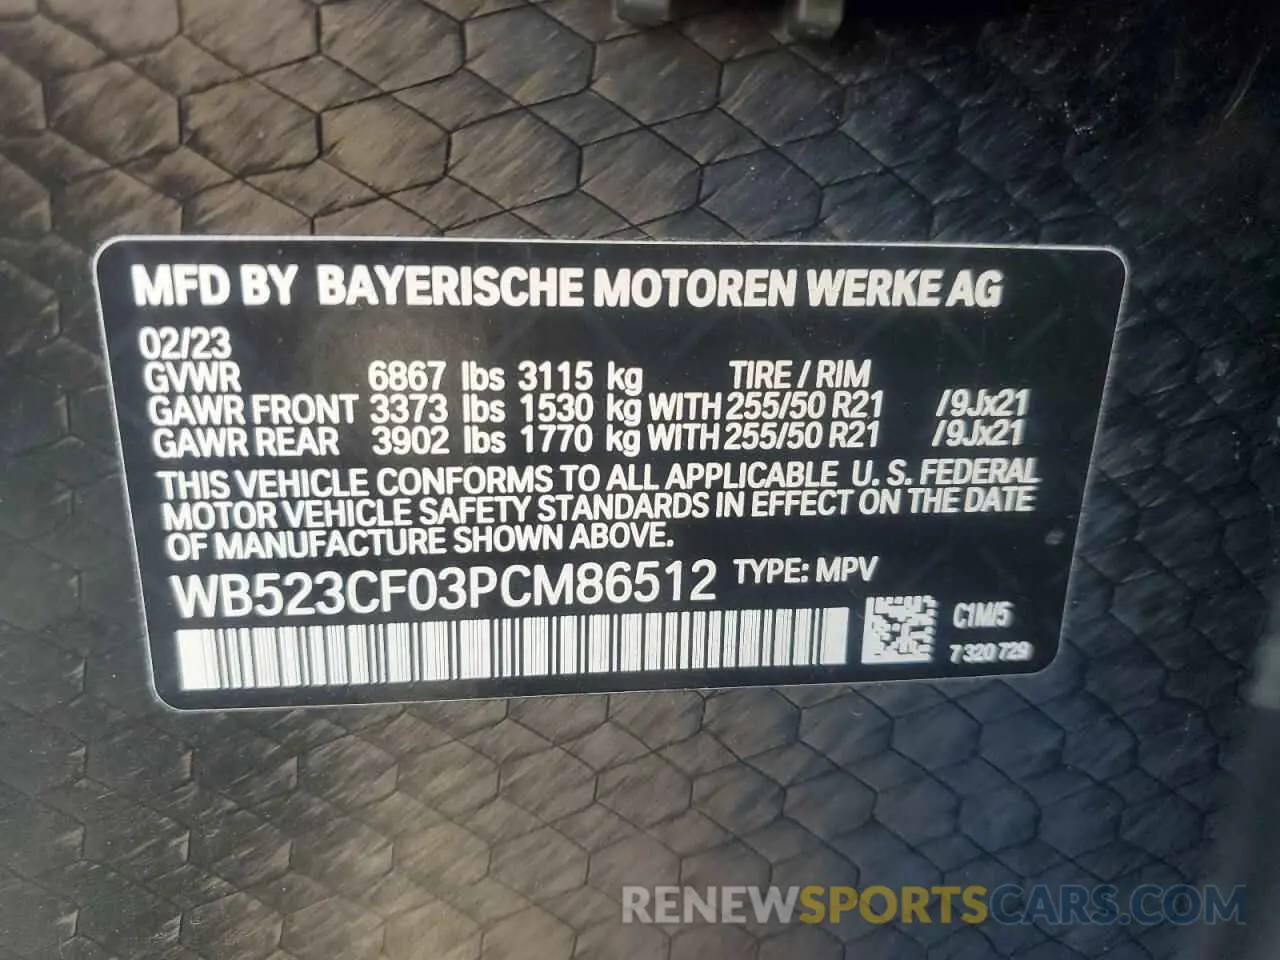 MFD BY BAYERISCHE MOTOREN WERKE AG
02/23
GVWR 6867 lbs 3115 kg TIRE / RIM
GAWR FRONT 3373 lbs 1530 kg WITH 255/50 R21 /9Jx21
GAWR REAR 3902 lbs 1770 kg WITH 255/50 R21 /9Jx21
THIS VEHICLE CONFORMS TO ALL APPLICABLE U. S. FEDERAL
MOTOR VEHICLE SAFETY STANDARDS IN EFFECT ON THE DATE
OF MANUFACTURE SHOWN ABOVE.
WB523CF03PCM86512 TYPE: MPV
C1M/5
7 320 729
RENEWSPORTSCARS.COM